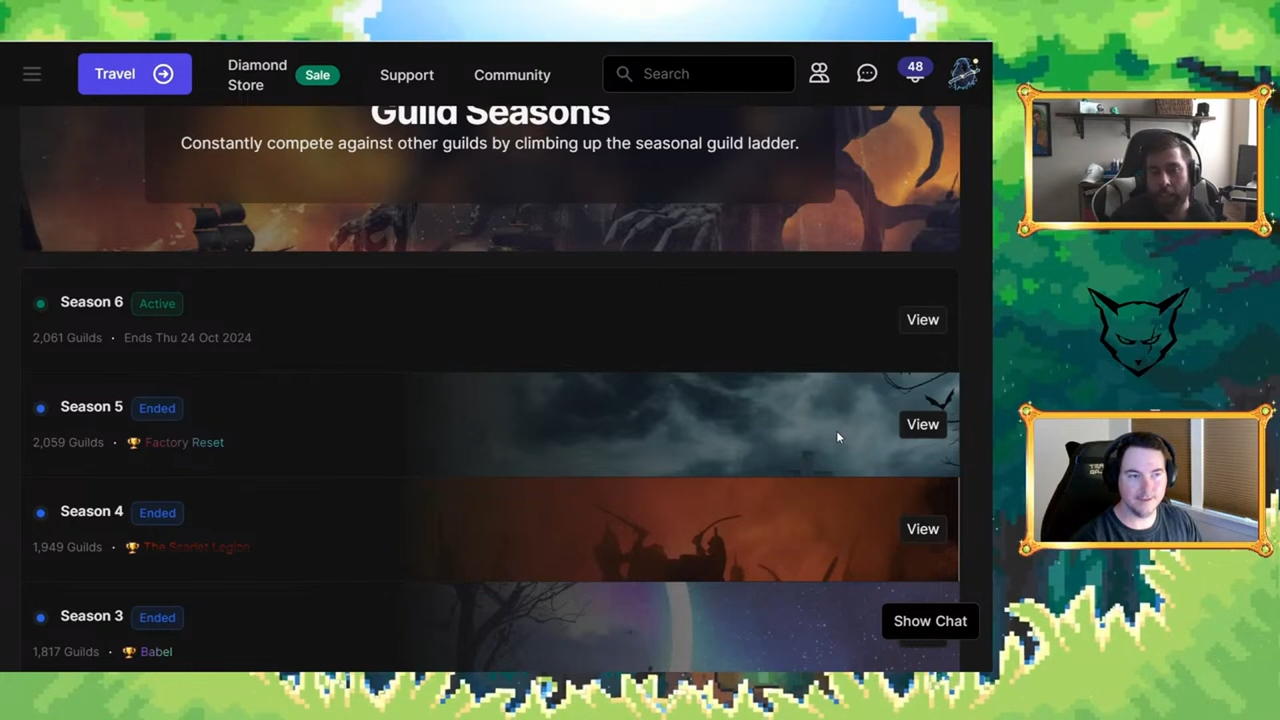 Travel
Diamond Store
Sale
Support
Community
Search
48
Guild Seasons
Constantly compete against other guilds by climbing up the seasonal guild ladder.
Season 6 Active
2,061 Guilds · Ends Thu 24 Oct 2024
View
Season 5 Ended
2,059 Guilds · 🏆 Factory Reset
View
Season 4 Ended
1,949 Guilds · 🏆 The Scarlet Legion
View
Season 3 Ended
1,817 Guilds · 🏆 Babel
Show Chat